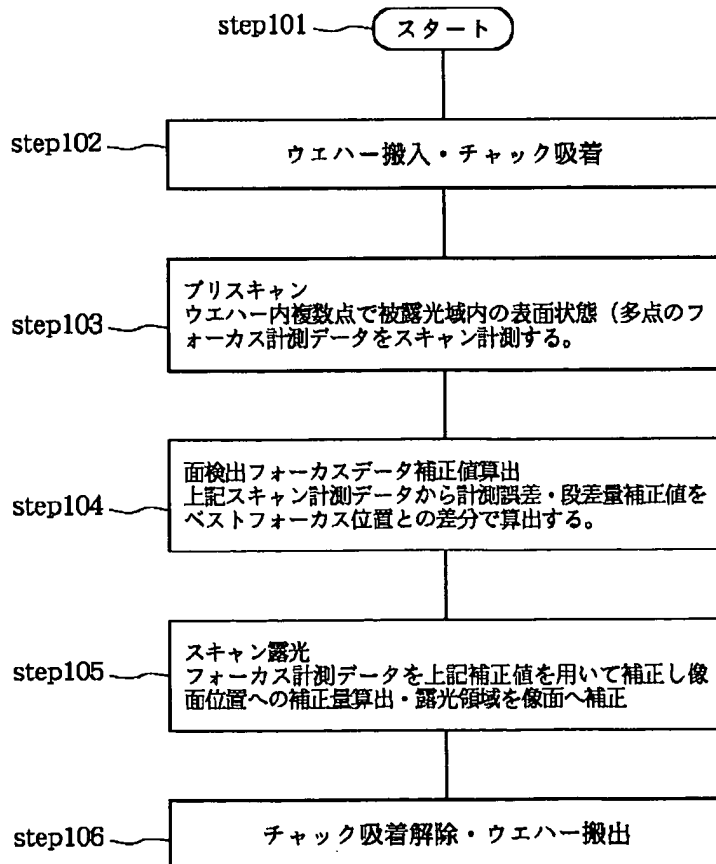 step101
スタート
step102
ウエハー搬入・チャック吸着
step103
プリスキャン
ウエハー内複数点で被露光域内の表面状態（多点のフ
ォーカス計測データをスキャン計測する。
step104
面検出フォーカスデータ補正値算出
上記スキャン計測データから計測誤差・段差量補正値を
ベストフォーカス位置との差分で算出する。
step105
スキャン露光
フォーカス計測データを上記補正値を用いて補正し像
面位置への補正量算出・露光領域を像面へ補正
step106
チャック吸着解除・ウエハー搬出